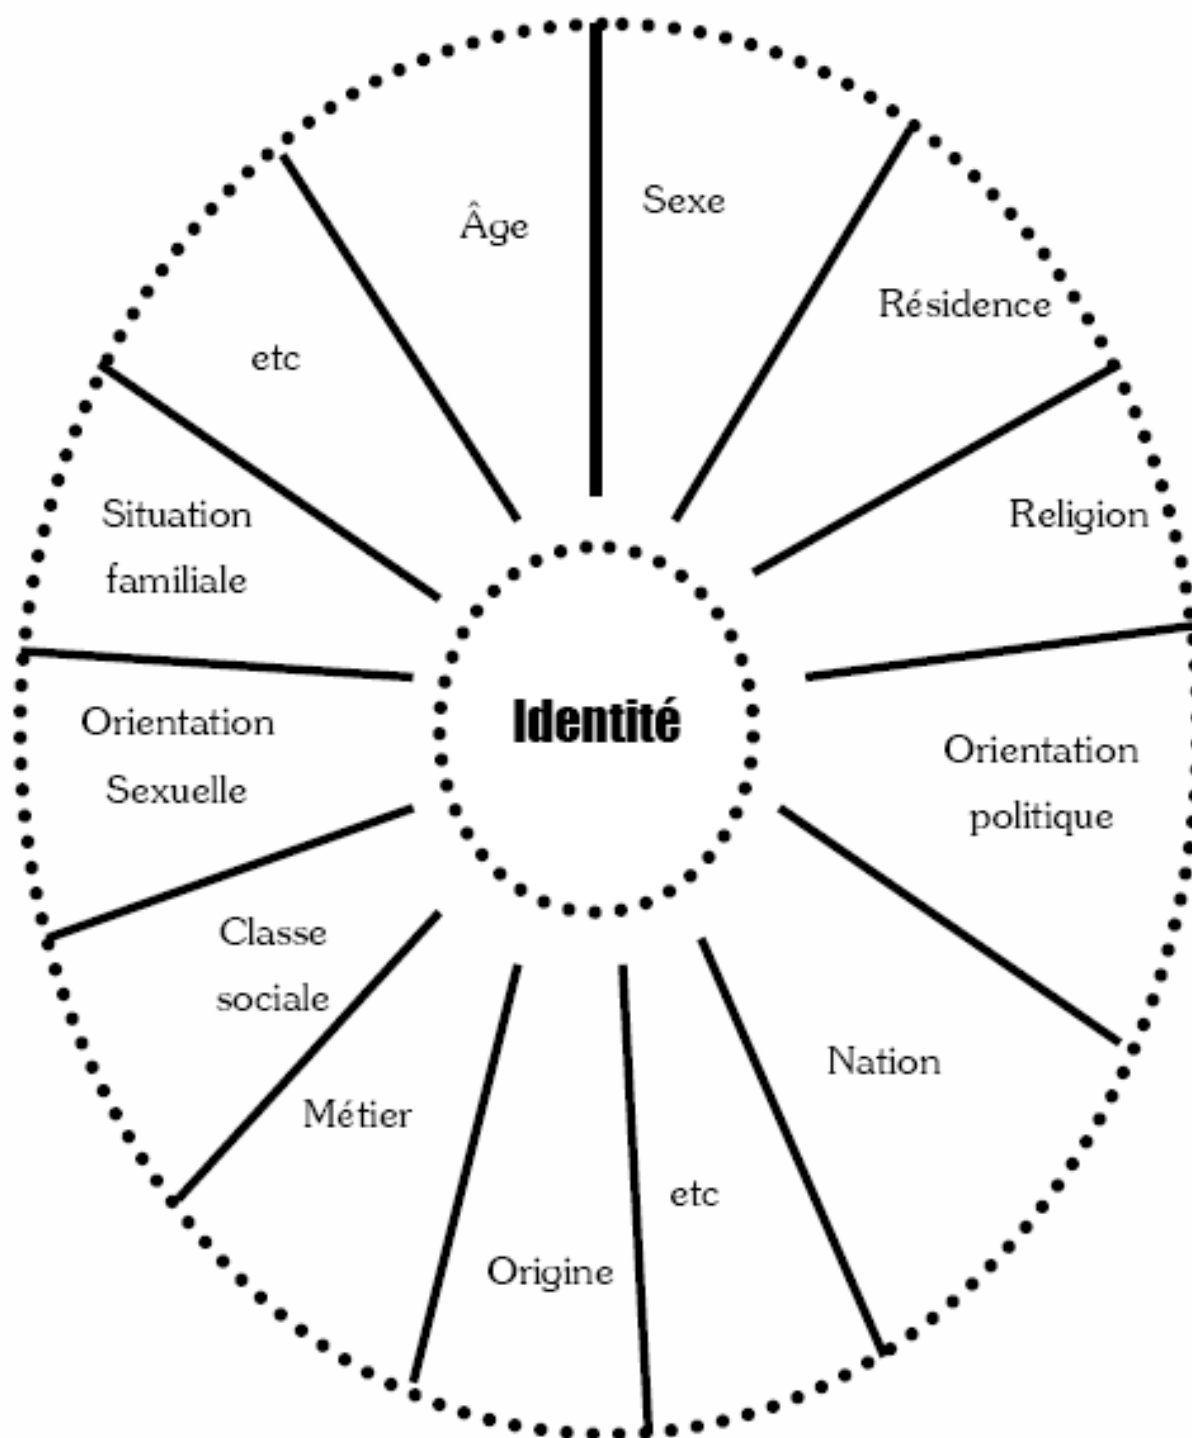 Sexe
Âge
Résidence
etc
Situation
familiale
Religion
Identité
Orientation
Sexuelle
Orientation
politique
Classe
sociale
Nation
Métier
etc
Origine